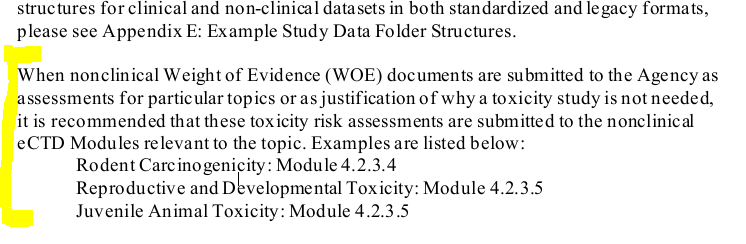 structures for clinical and non-clinical datasets in both standardized and legacy formats,
please see Appendix E: Example Study Data Folder Structures.
When nonclinical Weight of Evidence (WOE) documents are submitted to the Agency as
assessments for particular topics or as justification of why a toxicity study is not needed,
it is recommended that these toxicity risk assessments are submitted to the nonclinical
eCTD Modules relevant to the topic. Examples are listed below:
Rodent Carcinogenicity: Module 4.2.3.4
Reproductive and Developmental Toxicity: Module 4.2.3.5
Juvenile Animal Toxicity: Module 4.2.3.5